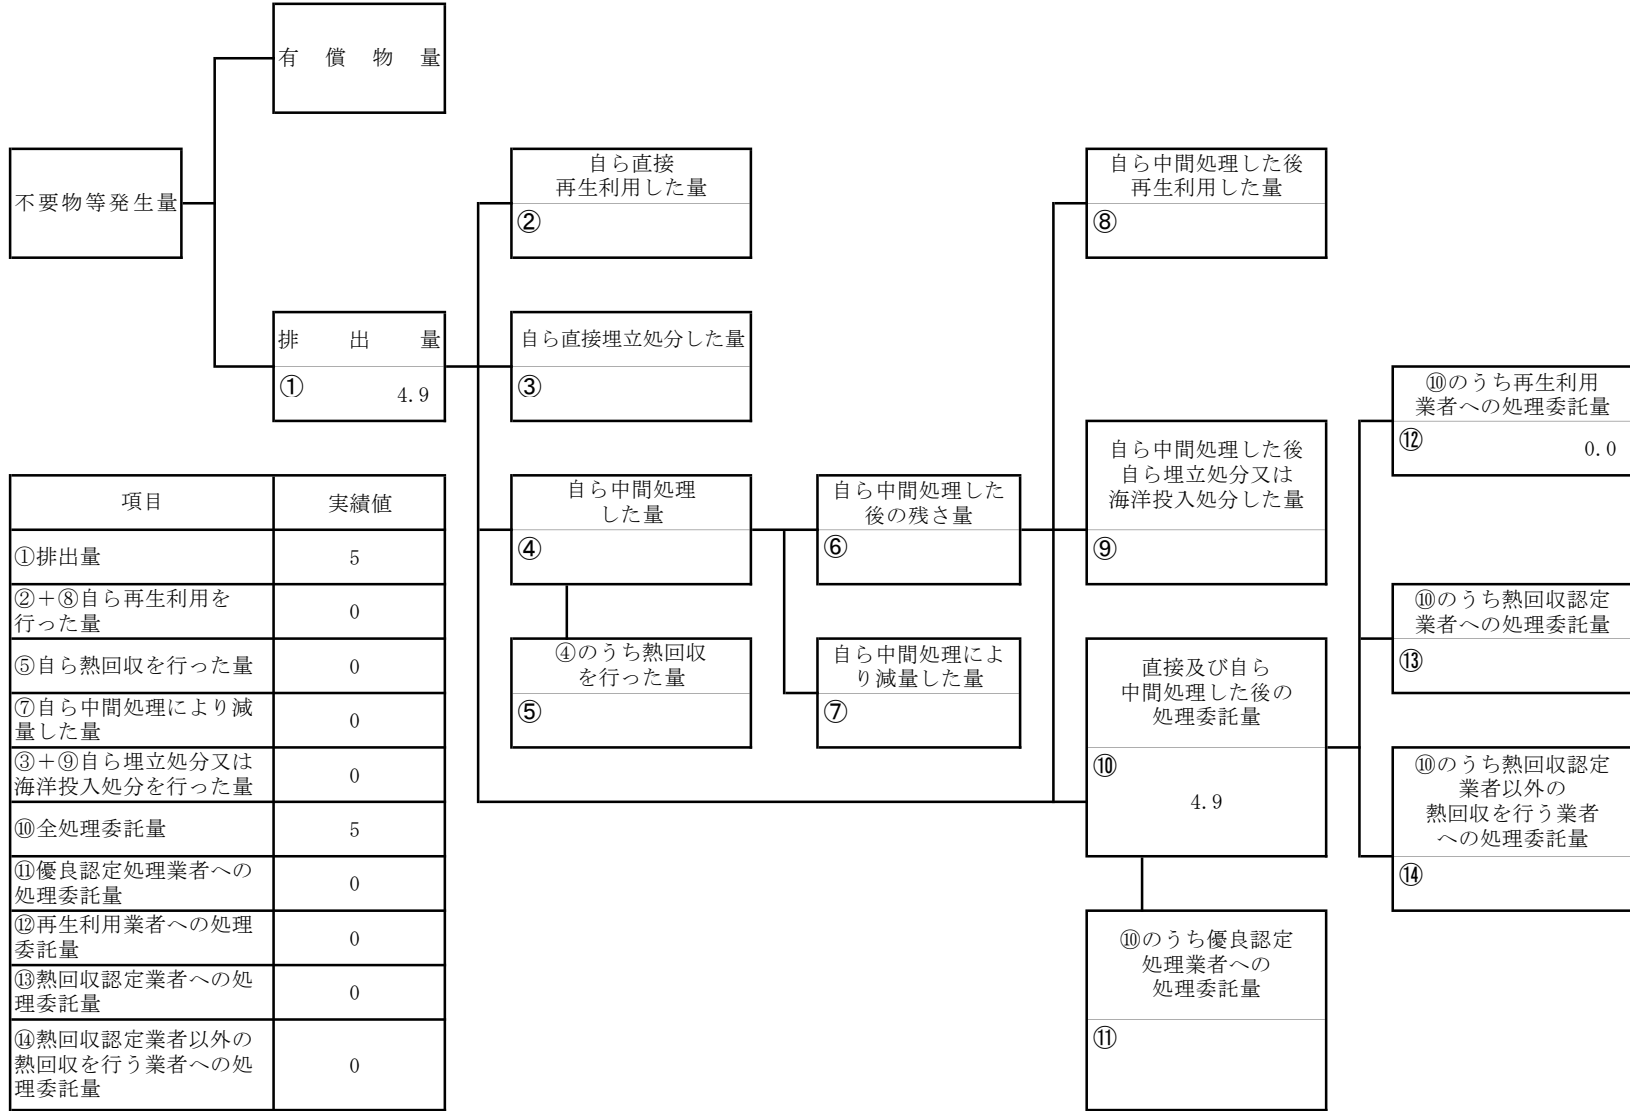 有償物量
不要物等発生量
排出量
①
4.9
自ら直接
再生利用した量
②
自ら直接埋立処分した量
③
自ら中間処理
した量
④
④のうち熱回収
を行った量
⑤
自ら中間処理した
後の残さ量
⑥
自ら中間処理によ
り減量した量
⑦
自ら中間処理した後
再生利用した量
⑧
自ら中間処理した後
自ら埋立処分又は
海洋投入処分した量
⑨
直接及び自ら
中間処理した後の
処理委託量
⑩
4.9
⑩のうち優良認定
処理業者への
処理委託量
⑪
⑩のうち再生利用
業者への処理委託量
⑫
0.0
⑩のうち熱回収認定
業者への処理委託量
⑬
⑩のうち熱回収認定
業者以外の
熱回収を行う業者
への処理委託量
⑭
項目 実績値
①排出量 5
②＋⑧自ら再生利用を
行った量 0
⑤自ら熱回収を行った量 0
⑦自ら中間処理により減
量した量 0
③＋⑨自ら埋立処分又は
海洋投入処分を行った量 0
⑩全処理委託量 5
⑪優良認定処理業者への
処理委託量 0
⑫再生利用業者への処理
委託量 0
⑬熱回収認定業者への処
理委託量 0
⑭熱回収認定業者以外の
熱回収を行う業者への処
理委託量 0